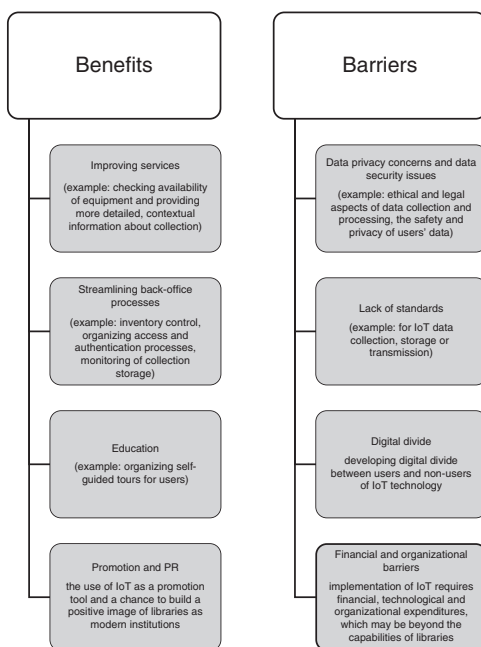 Benefits
Improving services
(example: checking availability
of equipment and providing
more detailed, contextual
information about collection)
Streamlining back-office
processes
(example: inventory control,
organizing access and
authentication processes,
monitoring of collection
storage)
Education
(example: organizing self-
guided tours for users)
Promotion and PR
the use of IoT as a promotion
tool and a chance to build a
positive image of libraries as
modern institutions
Barriers
Data privacy concerns and data
security issues
(example: ethical and legal
aspects of data collection and
processing, the safety and
privacy of users' data)
Lack of standards
(example: for IoT data
collection, storage or
transmission)
Digital divide
developing digital divide
between users and non-users
of IoT technology
Financial and organizational
barriers
implementation of IoT requires
financial, technological and
organizational expenditures,
which may be beyond the
capabilities of libraries